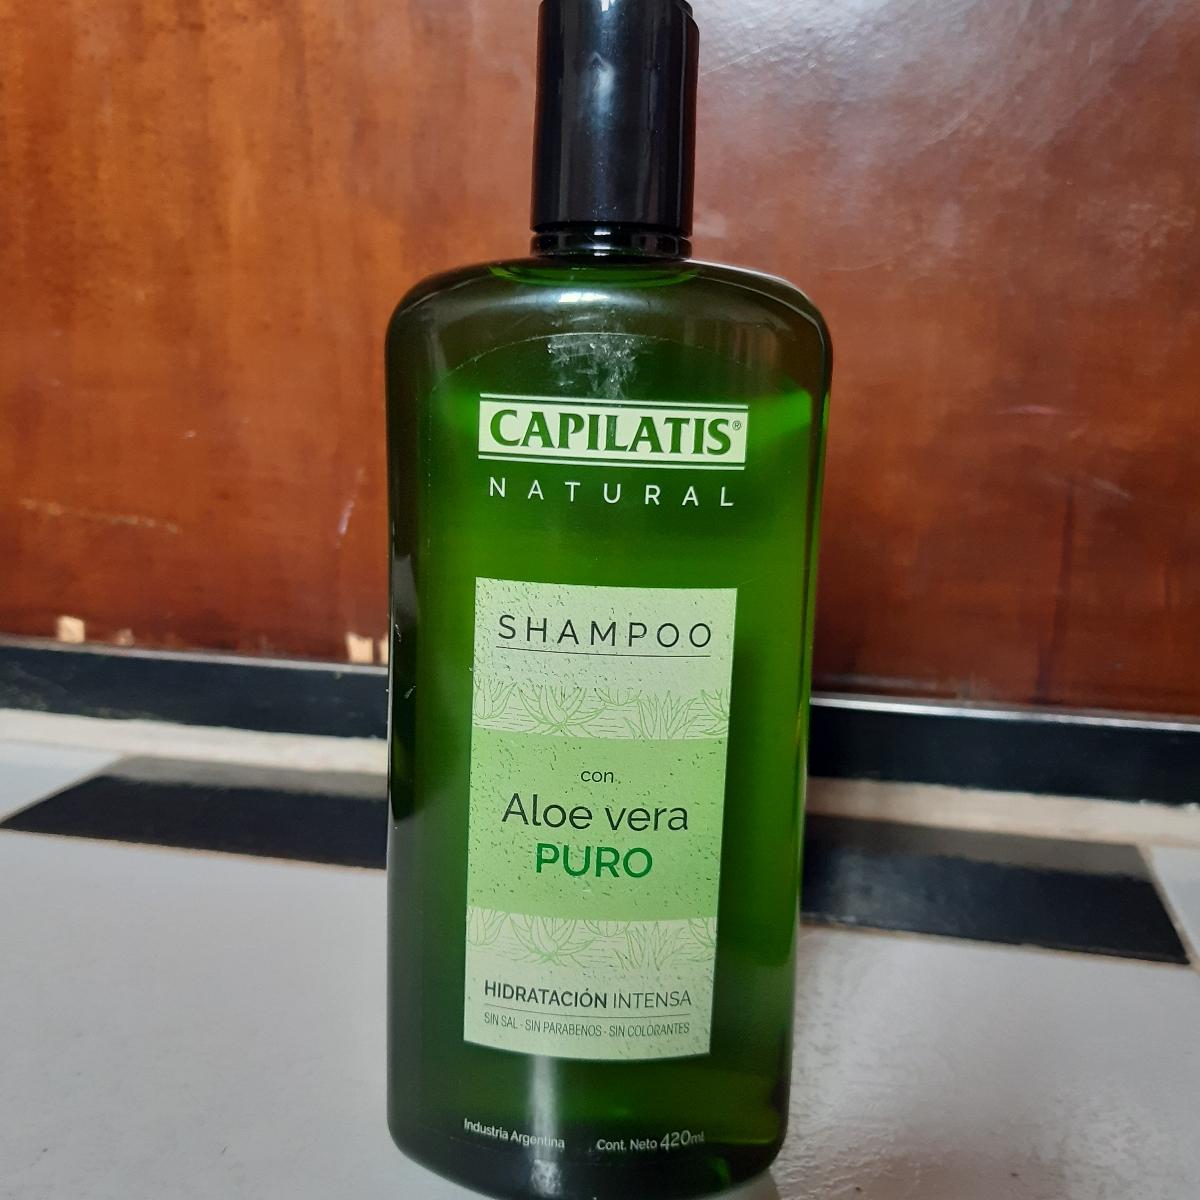 CAPILATIS®
NATURAL
SHAMPOO
con
Aloe vera
PURO
HIDRATACIÓN INTENSA
SIN SAL - SIN PARABENOS - SIN COLORANTES
Industria Argentina Cont. Neto 420ml